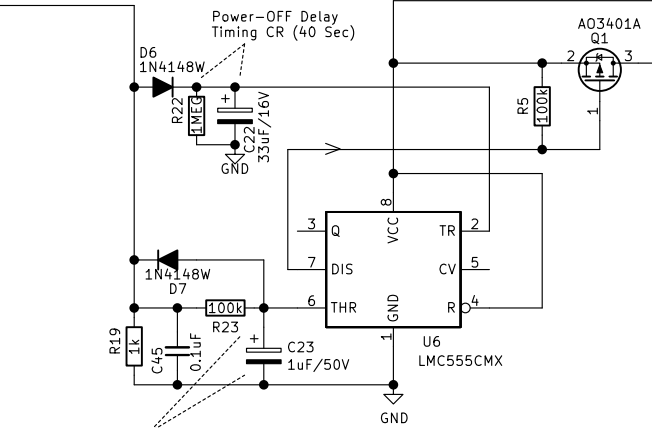 Power-OFF Delay
Timing CR (40 Sec)
AO3401A
Q1
D6
1N4148W
2
3
R22
1MEG
+
C22
33uF/16V
GND
R5
100k
1
8
VCC
3
Q
TR
2
7
DIS
CV
5
6
THR
GND
R
4
1
1N4148W
D7
100k
R23
U6
LMC555CMX
R19
1k
C45
0.1uF
+
C23
1uF/50V
GND